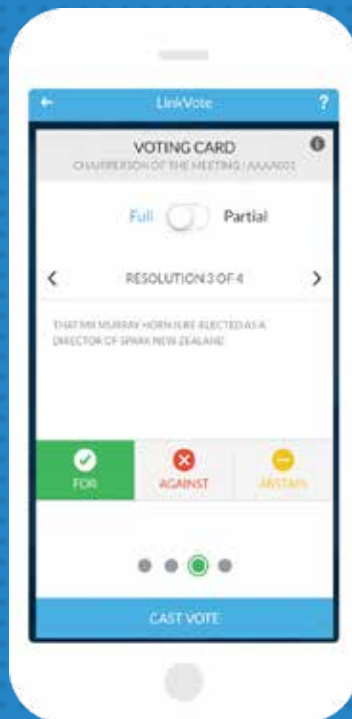 LinkVote ?
VOTING CARD
CHAIRPERSON OF THE MEETING | AAAA001
Full Partial
RESOLUTION 3 OF 4
THAT MR MURRAY HORN IS RE ELECTED AS A
DIRECTOR OF SPARK NEW ZEALAND
FOR AGAINST ABSTAIN
CAST VOTE